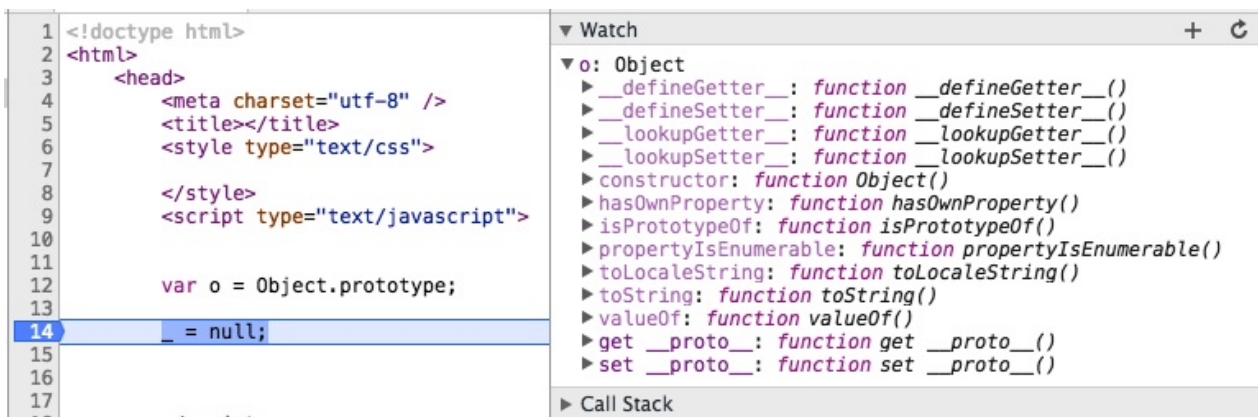 1 <!doctype html>
2 <html>
3 <head>
4 <meta charset="utf-8" />
5 <title></title>
6 <style type="text/css">
7
8 </style>
9 <script type="text/javascript">
10
11
12 var o = Object.prototype;
13
14 _ = null;
15
16
17
▼ Watch + C
▼ o: Object
▶ __defineGetter__: function __defineGetter__()
▶ __defineSetter__: function __defineSetter__()
▶ __lookupGetter__: function __lookupGetter__()
▶ __lookupSetter__: function __lookupSetter__()
▶ constructor: function Object()
▶ hasOwnProperty: function hasOwnProperty()
▶ isPrototypeOf: function isPrototypeOf()
▶ propertyIsEnumerable: function propertyIsEnumerable()
▶ toLocaleString: function toLocaleString()
▶ toString: function toString()
▶ valueOf: function valueOf()
▶ get __proto__: function get __proto__()
▶ set __proto__: function set __proto__()
▶ Call Stack